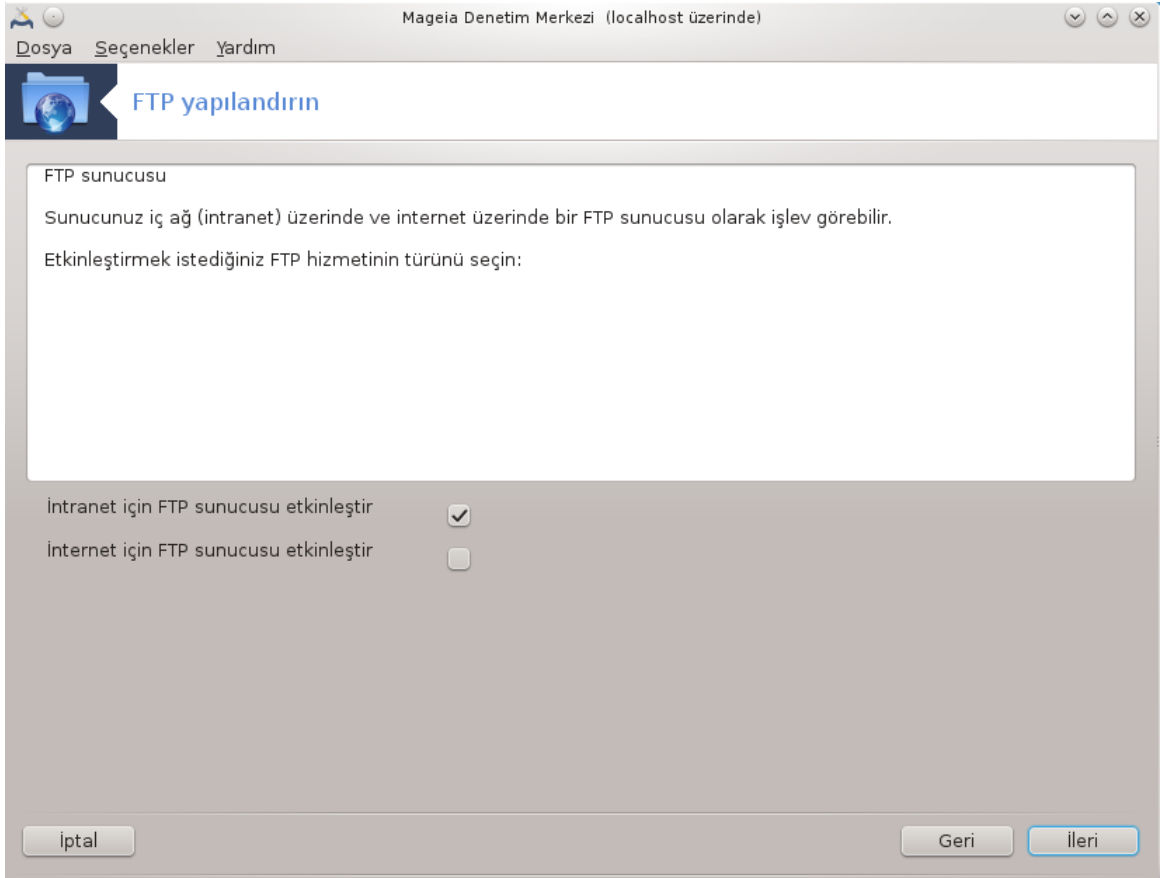 Mageia Denetim Merkezi (localhost üzerinde)
Dosya Seçenekler Yardım
FTP yapılandırın
FTP sunucusu
Sunucunuz iç ağ (intranet) üzerinde ve internet üzerinde bir FTP sunucusu olarak işlev görebilir.
Etkinleştirmek istediğiniz FTP hizmetinin türünü seçin:
İntranet için FTP sunucusu etkinleştir
İnternet için FTP sunucusu etkinleştir
İptal Geri İleri